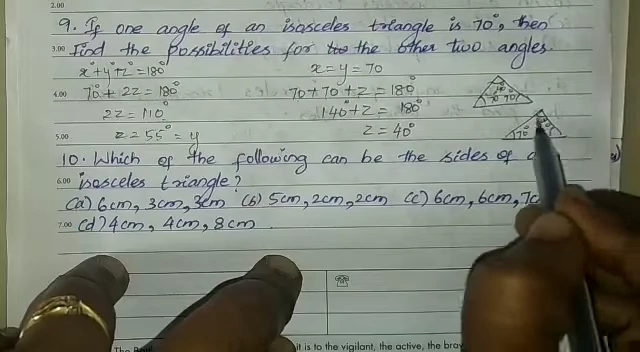 2.00
9. If one angle of an isosceles triangle is 70°, then
3.00 find the possibilities for the other two angles.
x°+y°+z°=180° x=y=70
4.00 70°+2z=180° 70+70+z=180°
2z=110° 140°+z=180°
5.00 z=55°=y z=40°
70 70°
70°
10. Which of the following can be the sides of
6.00 isosceles triangle?
(a) 6cm, 3cm, 3cm (b) 5cm, 2cm, 2cm (c) 6cm, 6cm, 7c
7.00 (d) 4cm, 4cm, 8cm.
it is to the vigilant, the active, the brav